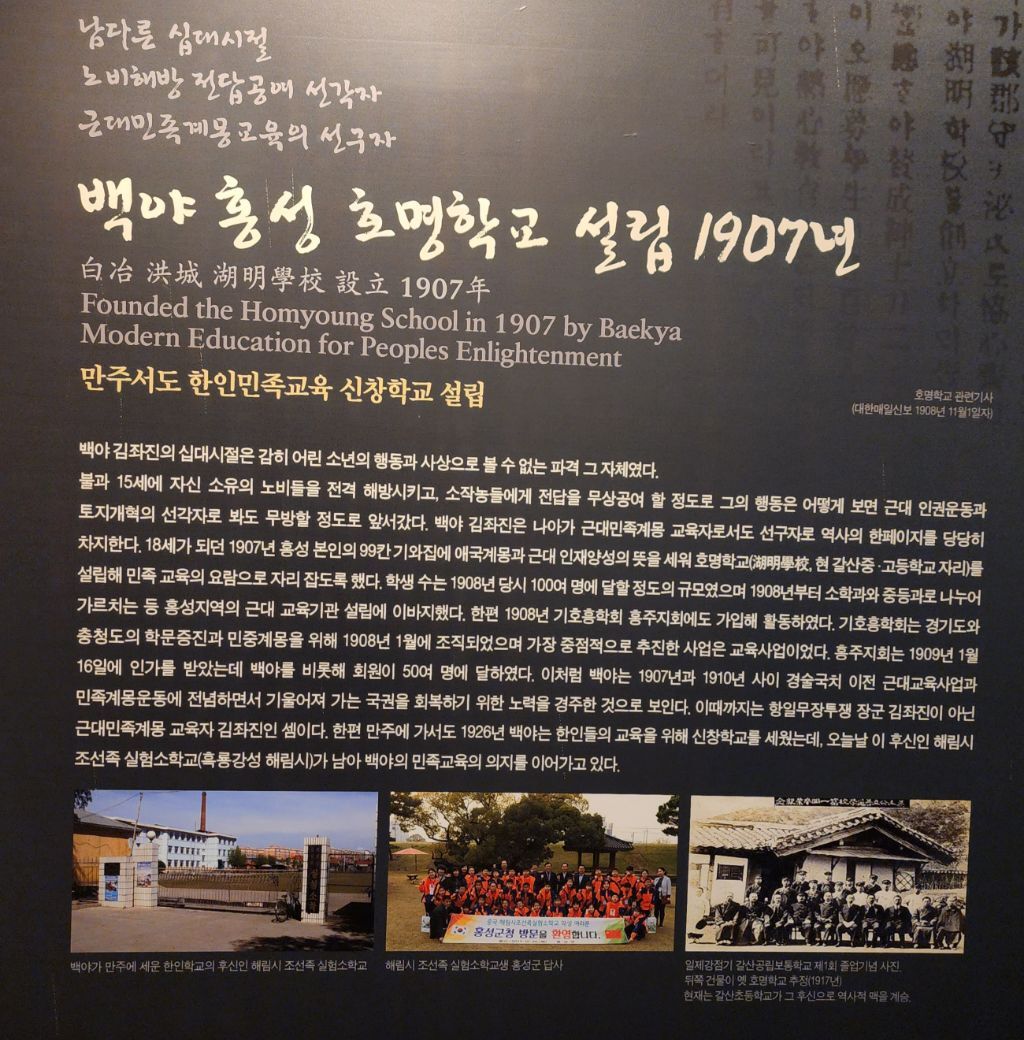 남다른 십대시절
노비해방 전답공여 선각자
근대민족계몽교육의 선구자
백야 홍성 호명학교 설립 1907년
白冶 洪城 湖明學校 設立 1907年
Founded the Homyoung School in 1907 by Baekya
Modern Education for Peoples Enlightenment
만주서도 한인민족교육 신창학교 설립
호명학교 관련기사
(대한매일신보 1908년 11월1일자)
백야 김좌진의 십대시절은 감히 어린 소년의 행동과 사상으로 볼 수 없는 파격 그 자체였다.
불과 15세에 자신 소유의 노비들을 전격 해방시키고, 소작농들에게 전답을 무상공여 할 정도로 그의 행동은 어떻게 보면 근대 인권운동과
토지개혁의 선각자로 봐도 무방할 정도로 앞서갔다. 백야 김좌진은 나아가 근대민족계몽 교육자로서도 선구자로 역사의 한페이지를 당당히
차지한다. 18세가 되던 1907년 홍성 본인의 99칸 기와집에 애국계몽과 근대 인재양성의 뜻을 세워 호명학교(湖明學校, 현 갈산중·고등학교 자리)를
설립해 민족 교육의 요람으로 자리 잡도록 했다. 학생 수는 1908년 당시 100여 명에 달할 정도의 규모였으며 1908년부터 소학과와 중등과로 나누어
가르치는 등 홍성지역의 근대 교육기관 설립에 이바지했다. 한편 1908년 기호흥학회 홍주지회에도 가입해 활동하였다. 기호흥학회는 경기도와
충청도의 학문증진과 민중계몽을 위해 1908년 1월에 조직되었으며 가장 중점적으로 추진한 사업은 교육사업이었다. 홍주지회는 1909년 1월
16일에 인가를 받았는데 백야를 비롯해 회원이 50여 명에 달하였다. 이처럼 백야는 1907년과 1910년 사이 경술국치 이전 근대교육사업과
민족계몽운동에 전념하면서 기울어져 가는 국권을 회복하기 위한 노력을 경주한 것으로 보인다. 이때까지는 항일무장투쟁 장군 김좌진이 아닌
근대민족계몽 교육자 김좌진인 셈이다. 한편 만주에 가서도 1926년 백야는 한인들의 교육을 위해 신창학교를 세웠는데, 오늘날 이 후신인 해림시
조선족 실험소학교(흑룡강성 해림시)가 남아 백야의 민족교육의 의지를 이어가고 있다.
중국 해림시조선족실험소학교 학생 여러분
홍성군청 방문을 환영합니다.
백야가 만주에 세운 한인학교의 후신인 해림시 조선족 실험소학교
해림시 조선족 실험소학교생 홍성군 답사
일제강점기 갈산공립보통학교 제1회 졸업기념 사진.
뒤쪽 건물이 옛 호명학교 추정(1917년)
현재는 갈산초등학교가 그 후신으로 역사적 맥을 계승.